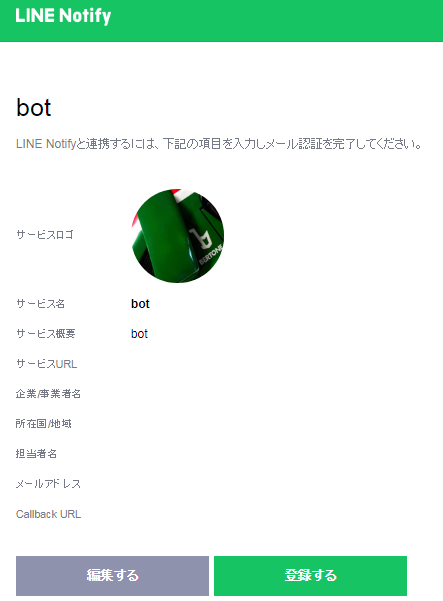 LINE Notify
bot
LINE Notifyと連携するには、下記の項目を入力しメール認証を完了してください。
サービスロゴ
BERTONE
サービス名 bot
サービス概要 bot
サービスURL
企業/事業者名
所在国/地域
担当者名
メールアドレス
Callback URL
編集する 登録する